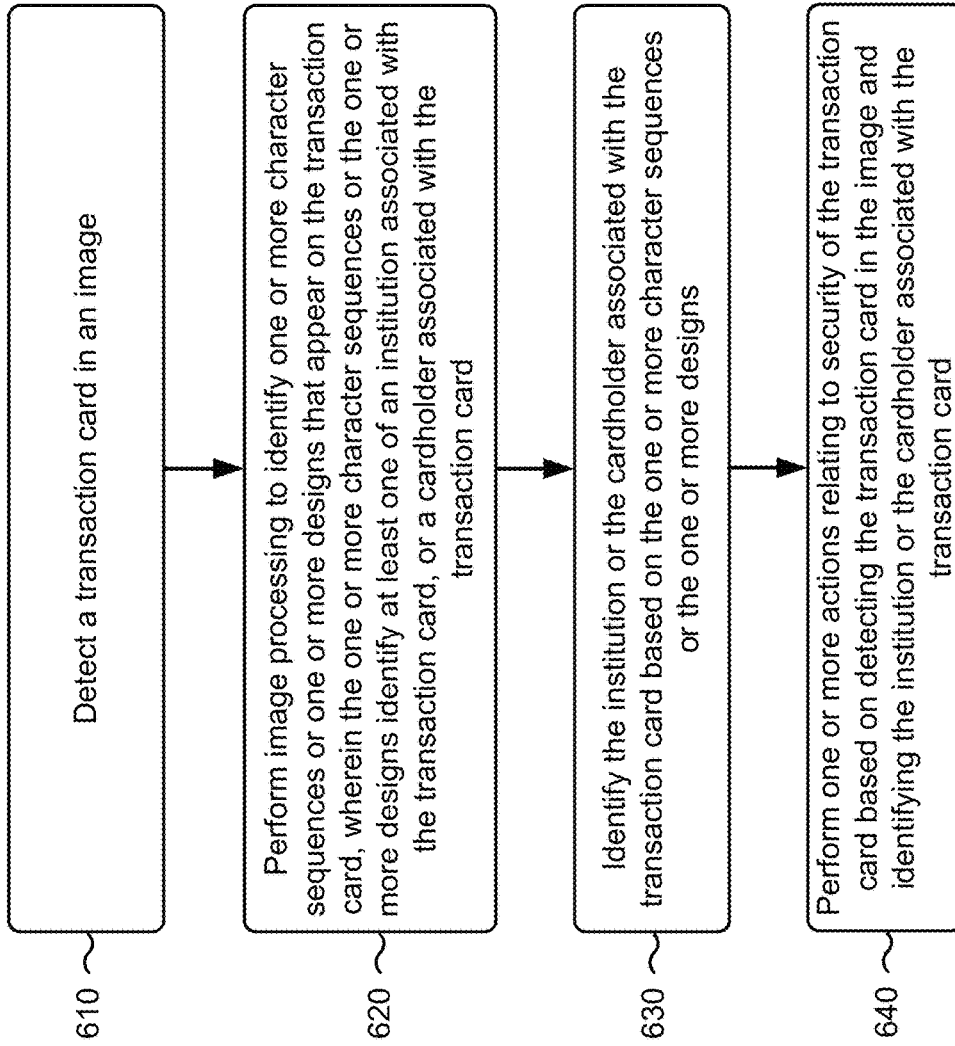 610
Detect a transaction card in an image
620
Perform image processing to identify one or more character
sequences or one or more designs that appear on the transaction
card, wherein the one or more character sequences or the one or
more designs identify at least one of an institution associated with
the transaction card, or a cardholder associated with the
transaction card
630
Identify the institution or the cardholder associated with the
transaction card based on the one or more character sequences
or the one or more designs
640
Perform one or more actions relating to security of the transaction
card based on detecting the transaction card in the image and
identifying the institution or the cardholder associated with the
transaction card